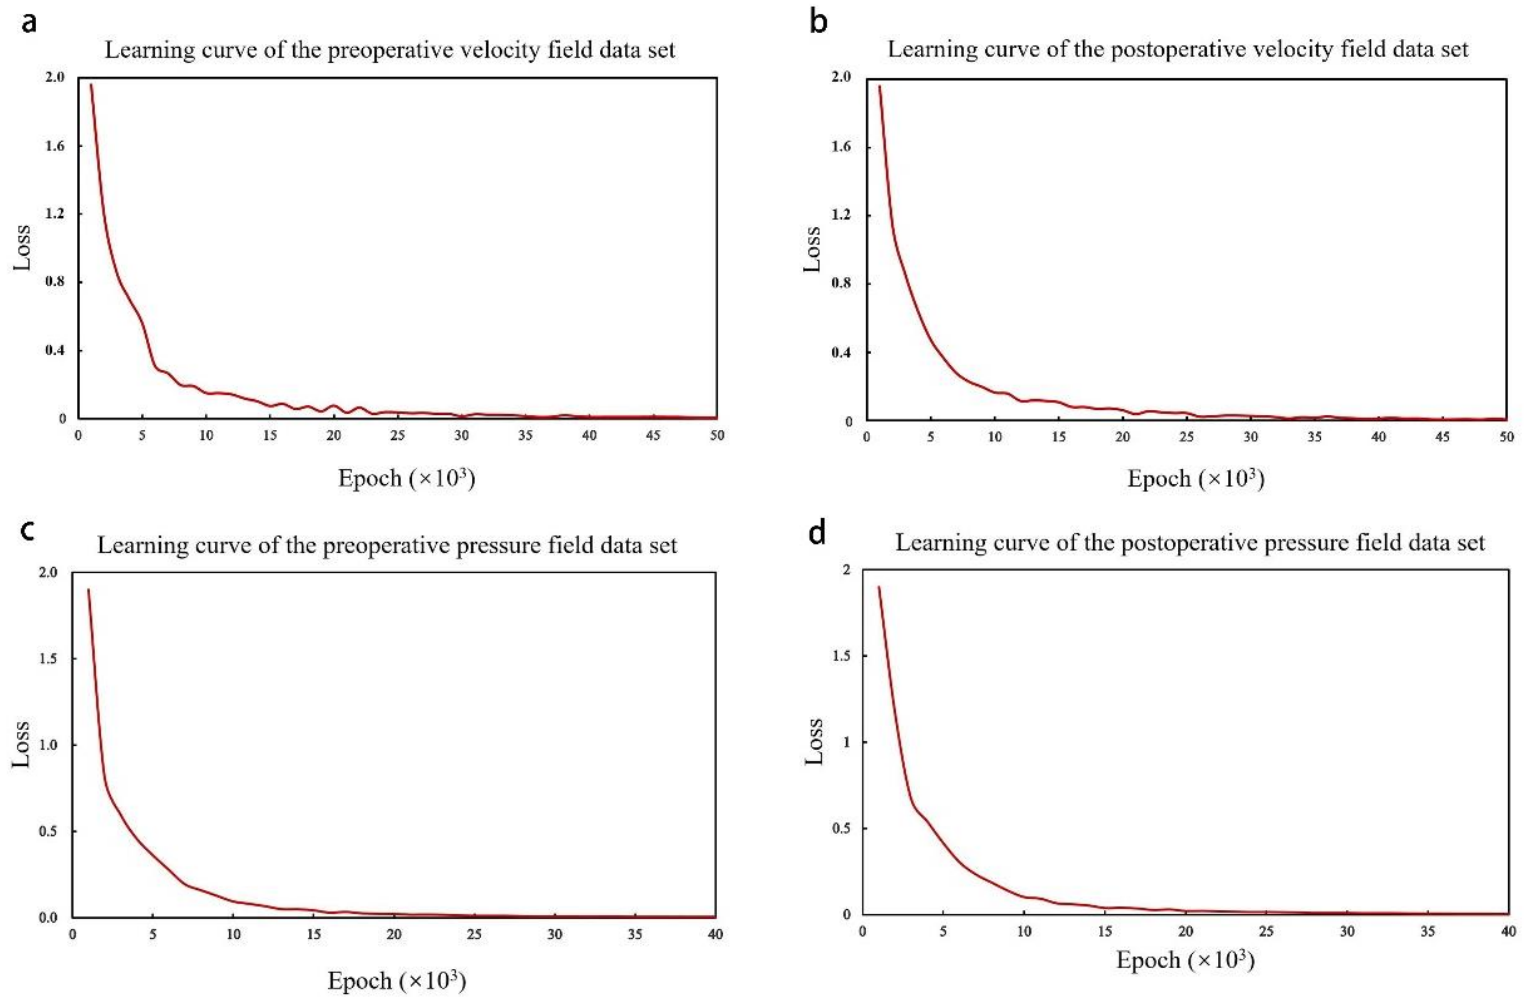 a
Learning curve of the preoperative velocity field data set
2.0
1.6
1.2
0.8
0.4
0
Loss
0 5 10 15 20 25 30 35 40 45 50
Epoch (×10³)
b
Learning curve of the postoperative velocity field data set
2.0
1.6
1.2
0.8
0.4
0
Loss
0 5 10 15 20 25 30 35 40 45 50
Epoch (×10³)
c
Learning curve of the preoperative pressure field data set
2.0
1.5
1.0
0.5
0.0
Loss
0 5 10 15 20 25 30 35 40
Epoch (×10³)
d
Learning curve of the postoperative pressure field data set
2
1.5
1
0.5
0
Loss
0 5 10 15 20 25 30 35 40
Epoch (×10³)